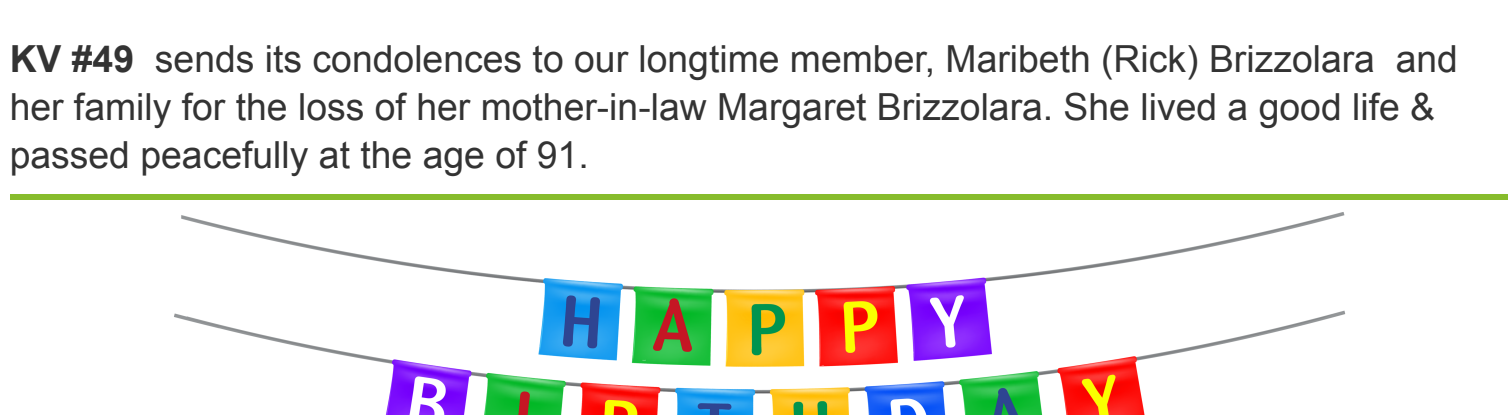 KV #49 sends its condolences to our longtime member, Maribeth (Rick) Brizzolara and
her family for the loss of her mother-in-law Margaret Brizzolara. She lived a good life &
passed peacefully at the age of 91.
HAPPY
BIRTHDAY